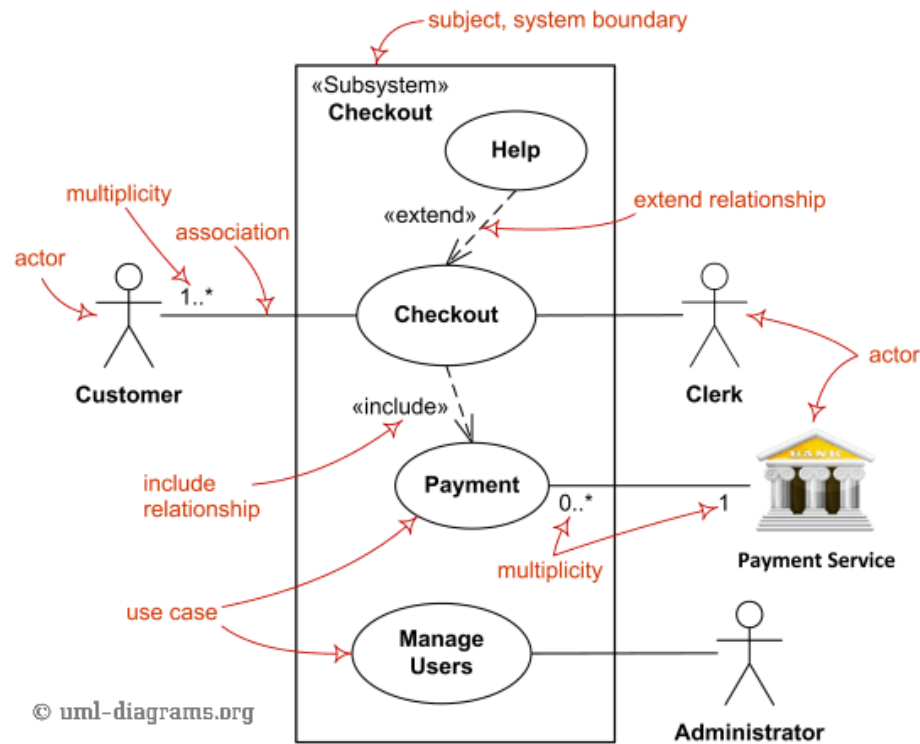 subject, system boundary
«Subsystem»
Checkout
Help
multiplicity
«extend»
extend relationship
association
actor
1..*
Checkout
actor
Customer
Clerk
«include»
BANK
include
relationship
Payment
0..*
1
multiplicity
Payment Service
use case
Manage
Users
© uml-diagrams.org
Administrator